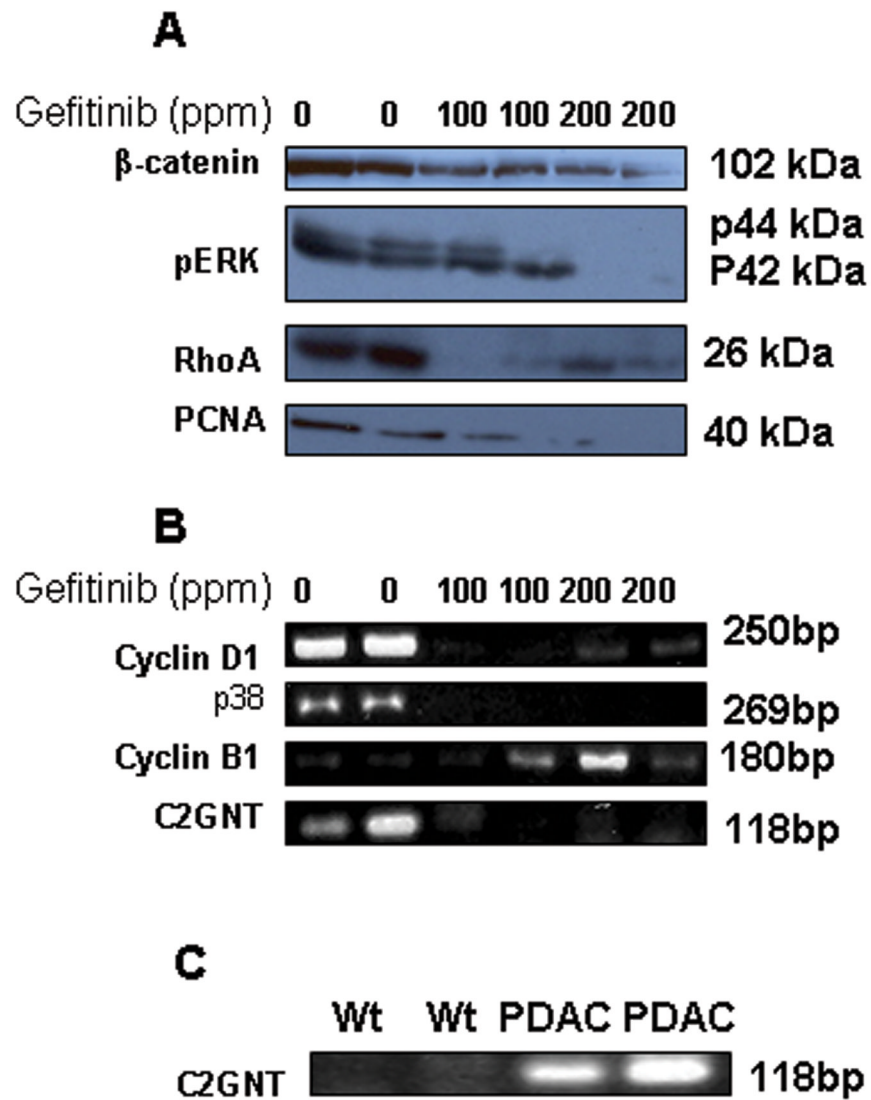 A
Gefitinib (ppm) 0 0 100 100 200 200
β-catenin 102 kDa
pERK p44 kDa
P42 kDa
RhoA 26 kDa
PCNA 40 kDa
B
Gefitinib (ppm) 0 0 100 100 200 200
Cyclin D1 250bp
p38 269bp
Cyclin B1 180bp
C2GNT 118bp
C
Wt Wt PDAC PDAC
C2GNT 118bp